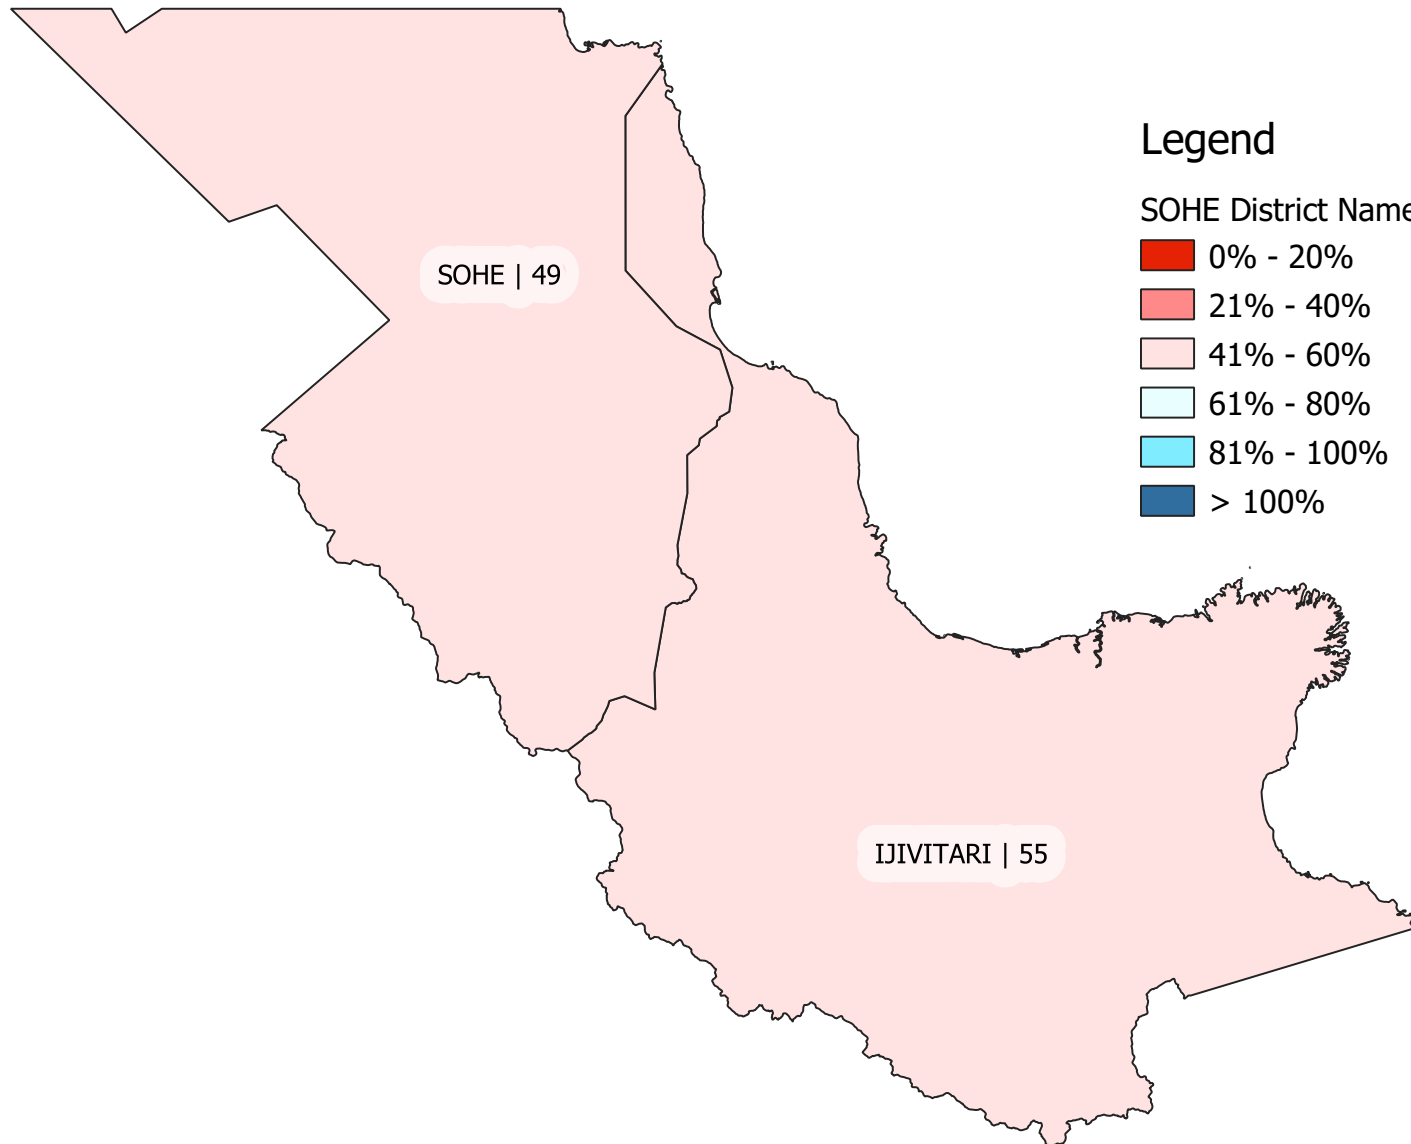 Legend
SOHE District Name
0% - 20%
21% - 40%
41% - 60%
61% - 80%
81% - 100%
> 100%
SOHE | 49
IJIVITARI | 55